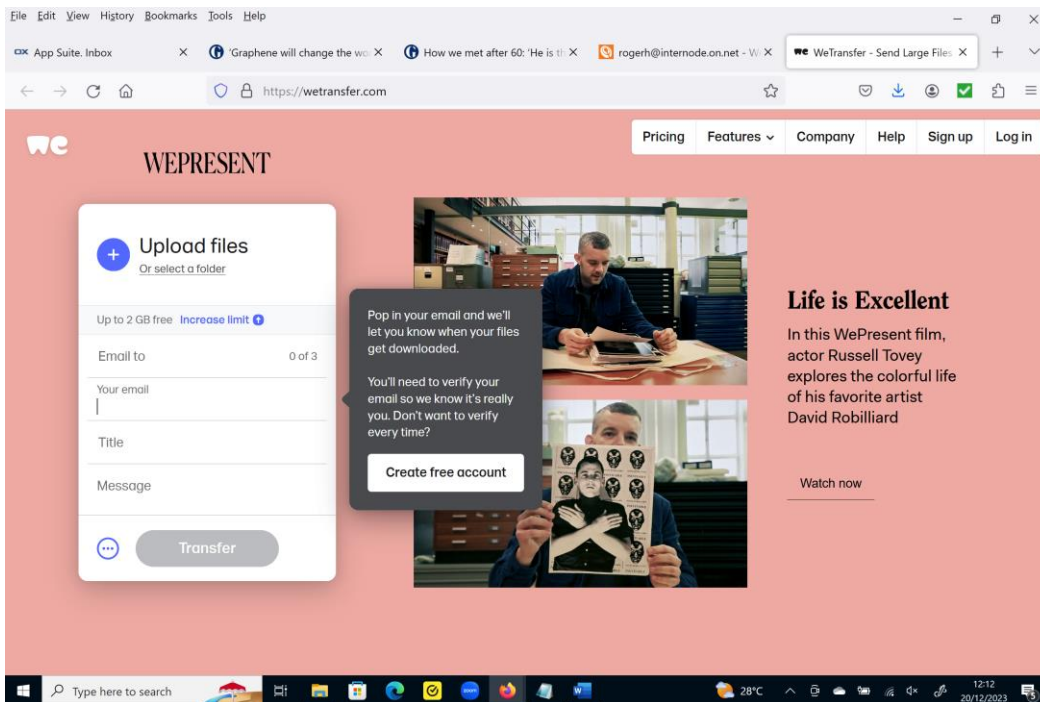 File Edit View History Bookmarks Tools Help
App Suite. Inbox
'Graphene will change the wo
How we met after 60: 'He is th
rogerh@internode.on.net - W
we WeTransfer - Send Large Files
https://wetransfer.com
we
Pricing Features Company Help Sign up Log in
WEPRESENT
Upload files
Or select a folder
Up to 2 GB free Increase limit
Email to 0 of 3
Your email
Title
Message
Transfer
Pop in your email and we'll
let you know when your files
get downloaded.
You'll need to verify your
email so we know it's really
you. Don't want to verify
every time?
Create free account
Life is Excellent
In this WePresent film,
actor Russell Tovey
explores the colorful life
of his favorite artist
David Robilliard
Watch now
Type here to search
zoom
W
28°C
12:12
20/12/2023
5